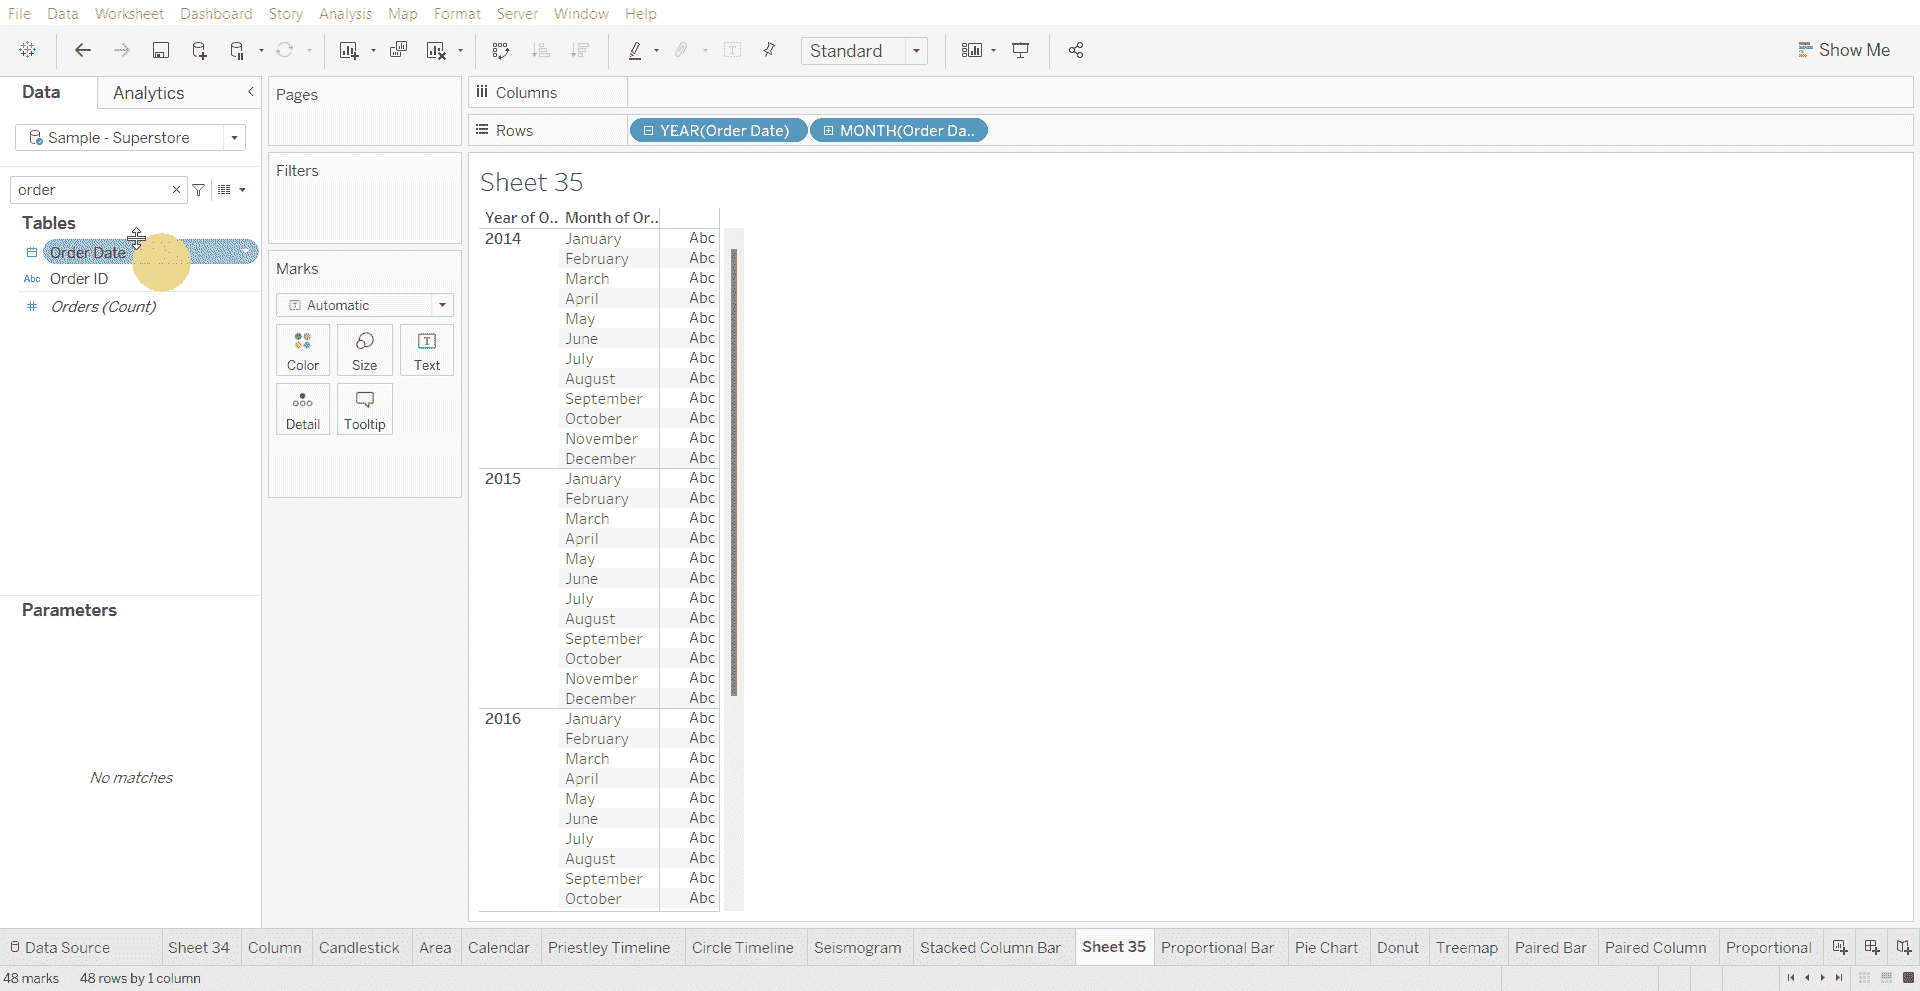 File Data Worksheet Dashboard Story Analysis Map Format Server Window Help
Standard
Show Me
Data Analytics
Sample - Superstore
order
Tables
Order Date
Abc Order ID
Orders (Count)
Parameters
No matches
Pages
Filters
Marks
Automatic
Color Size Text
Detail Tooltip
Columns
Rows YEAR(Order Date) MONTH(Order Da..
Sheet 35
Year of O.. Month of Or..
2014 January Abc
February Abc
March Abc
April Abc
May Abc
June Abc
July Abc
August Abc
September Abc
October Abc
November Abc
December Abc
2015 January Abc
February Abc
March Abc
April Abc
May Abc
June Abc
July Abc
August Abc
September Abc
October Abc
November Abc
December Abc
2016 January Abc
February Abc
March Abc
April Abc
May Abc
June Abc
July Abc
August Abc
September Abc
October Abc
Data Source Sheet 34 Column Candlestick Area Calendar Priestley Timeline Circle Timeline Seismogram Stacked Column Bar Sheet 35 Proportional Bar Pie Chart Donut Treemap Paired Bar Paired Column Proportional
48 marks 48 rows by 1 column